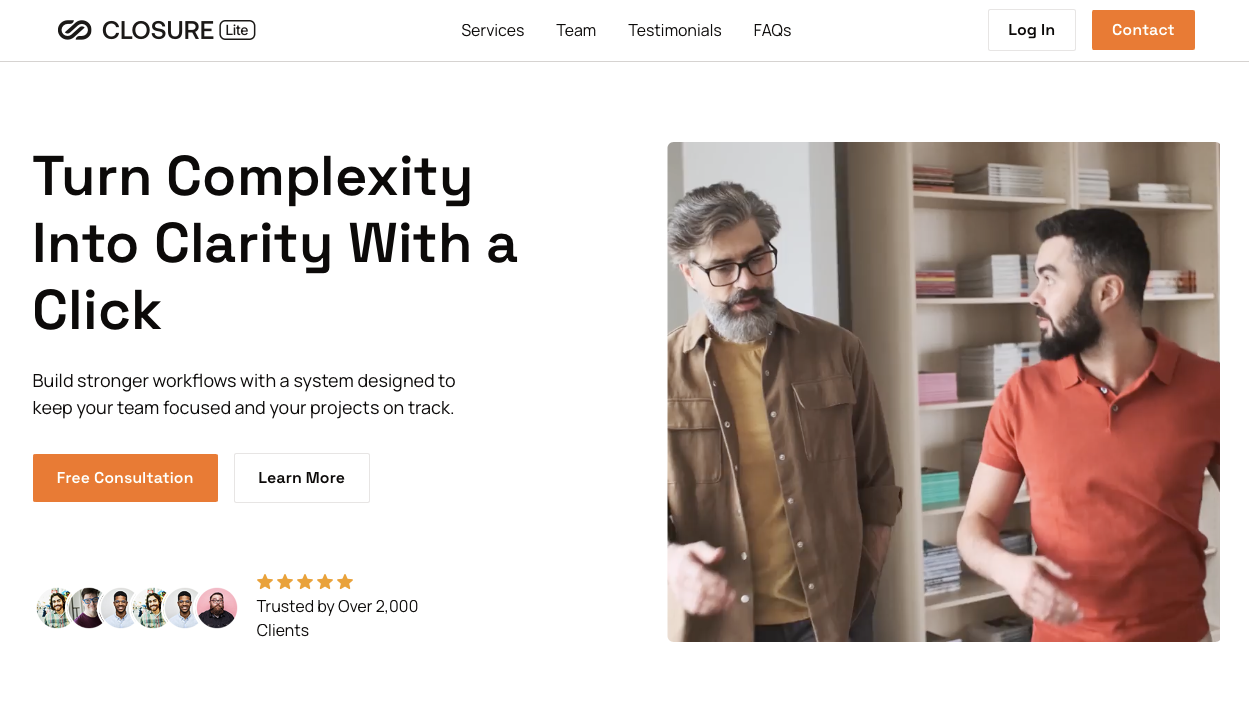 CLOSURE Lite
Services
Team
Testimonials
FAQs
Log In
Contact
Turn Complexity
Into Clarity With a
Click
Build stronger workflows with a system designed to
keep your team focused and your projects on track.
Free Consultation
Learn More
Trusted by Over 2,000
Clients